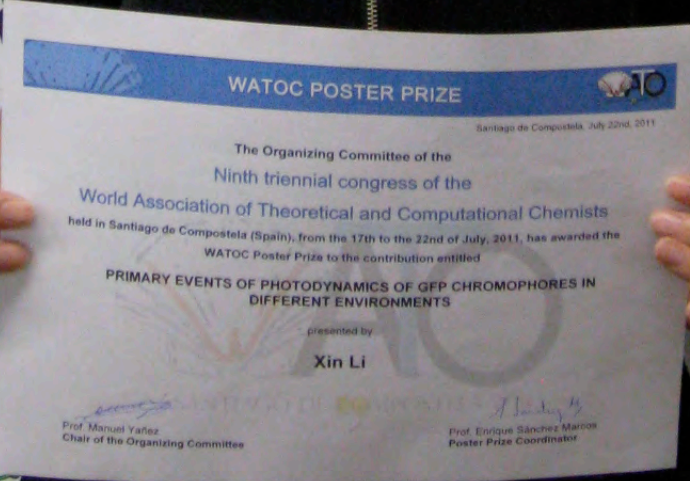 WATOC POSTER PRIZE
WATO
Santiago de Compostela, July 22nd, 2011
The Organizing Committee of the
Ninth triennial congress of the
World Association of Theoretical and Computational Chemists
held in Santiago de Compostela (Spain), from the 17th to the 22nd of July, 2011, has awarded the
WATOC Poster Prize to the contribution entitled
PRIMARY EVENTS OF PHOTODYNAMICS OF GFP CHROMOPHORES IN
DIFFERENT ENVIRONMENTS
presented by
Xin Li
Prof. Manuel Yañez
Chair of the Organizing Committee
Prof. Enrique Sánchez Marcos
Poster Prize Coordinator